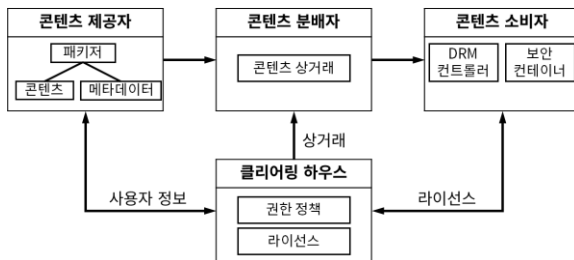 콘텐츠 제공자
패키저
콘텐츠
메타데이터
콘텐츠 분배자
콘텐츠 상거래
콘텐츠 소비자
DRM
컨트롤러
보안
컨테이너
상거래
사용자 정보
라이선스
클리어링 하우스
권한 정책
라이선스